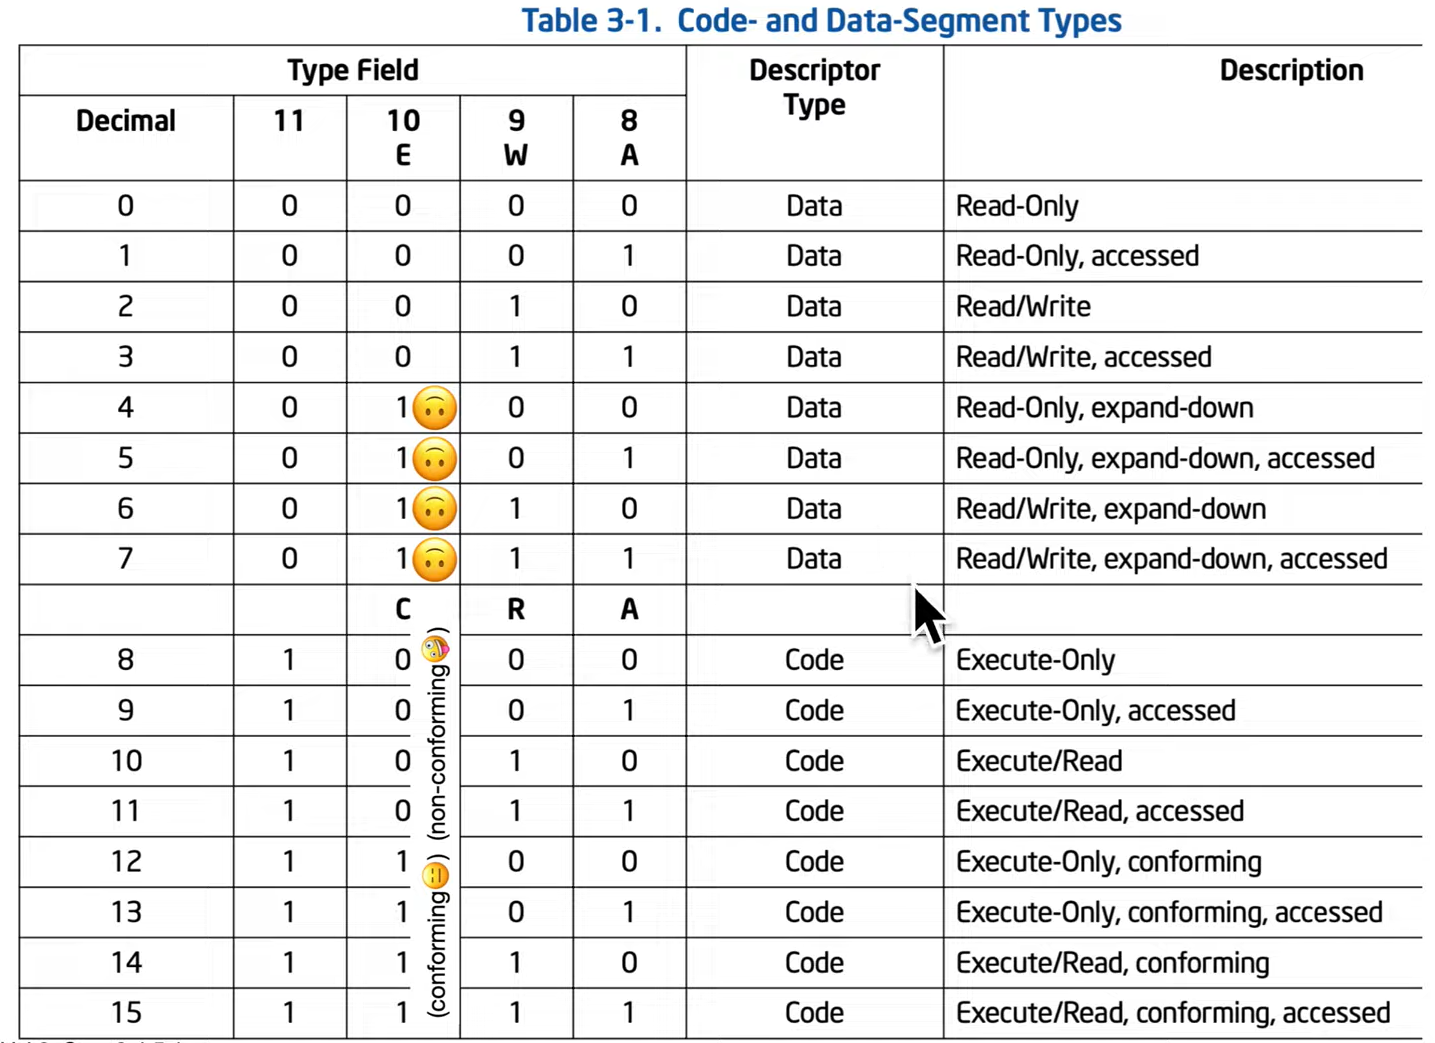 Table 3-1. Code- and Data-Segment Types
Type Field
Descriptor
Type
Description
Decimal 11 10 9 8
E W A
0 0 0 0 0 Data Read-Only
1 0 0 0 1 Data Read-Only, accessed
2 0 0 1 0 Data Read/Write
3 0 0 1 1 Data Read/Write, accessed
4 0 1🙃 0 0 Data Read-Only, expand-down
5 0 1🙃 0 1 Data Read-Only, expand-down, accessed
6 0 1🙃 1 0 Data Read/Write, expand-down
7 0 1🙃 1 1 Data Read/Write, expand-down, accessed
C R A
8 1 0 0 0 Code Execute-Only
9 1 0 0 1 Code Execute-Only, accessed
10 1 0 1 0 Code Execute/Read
11 1 0 1 1 Code Execute/Read, accessed
12 1 1 0 0 Code Execute-Only, conforming
13 1 1 0 1 Code Execute-Only, conforming, accessed
14 1 1 1 0 Code Execute/Read, conforming
15 1 1 1 1 Code Execute/Read, conforming, accessed
(conforming😐) (non-conforming🤪)